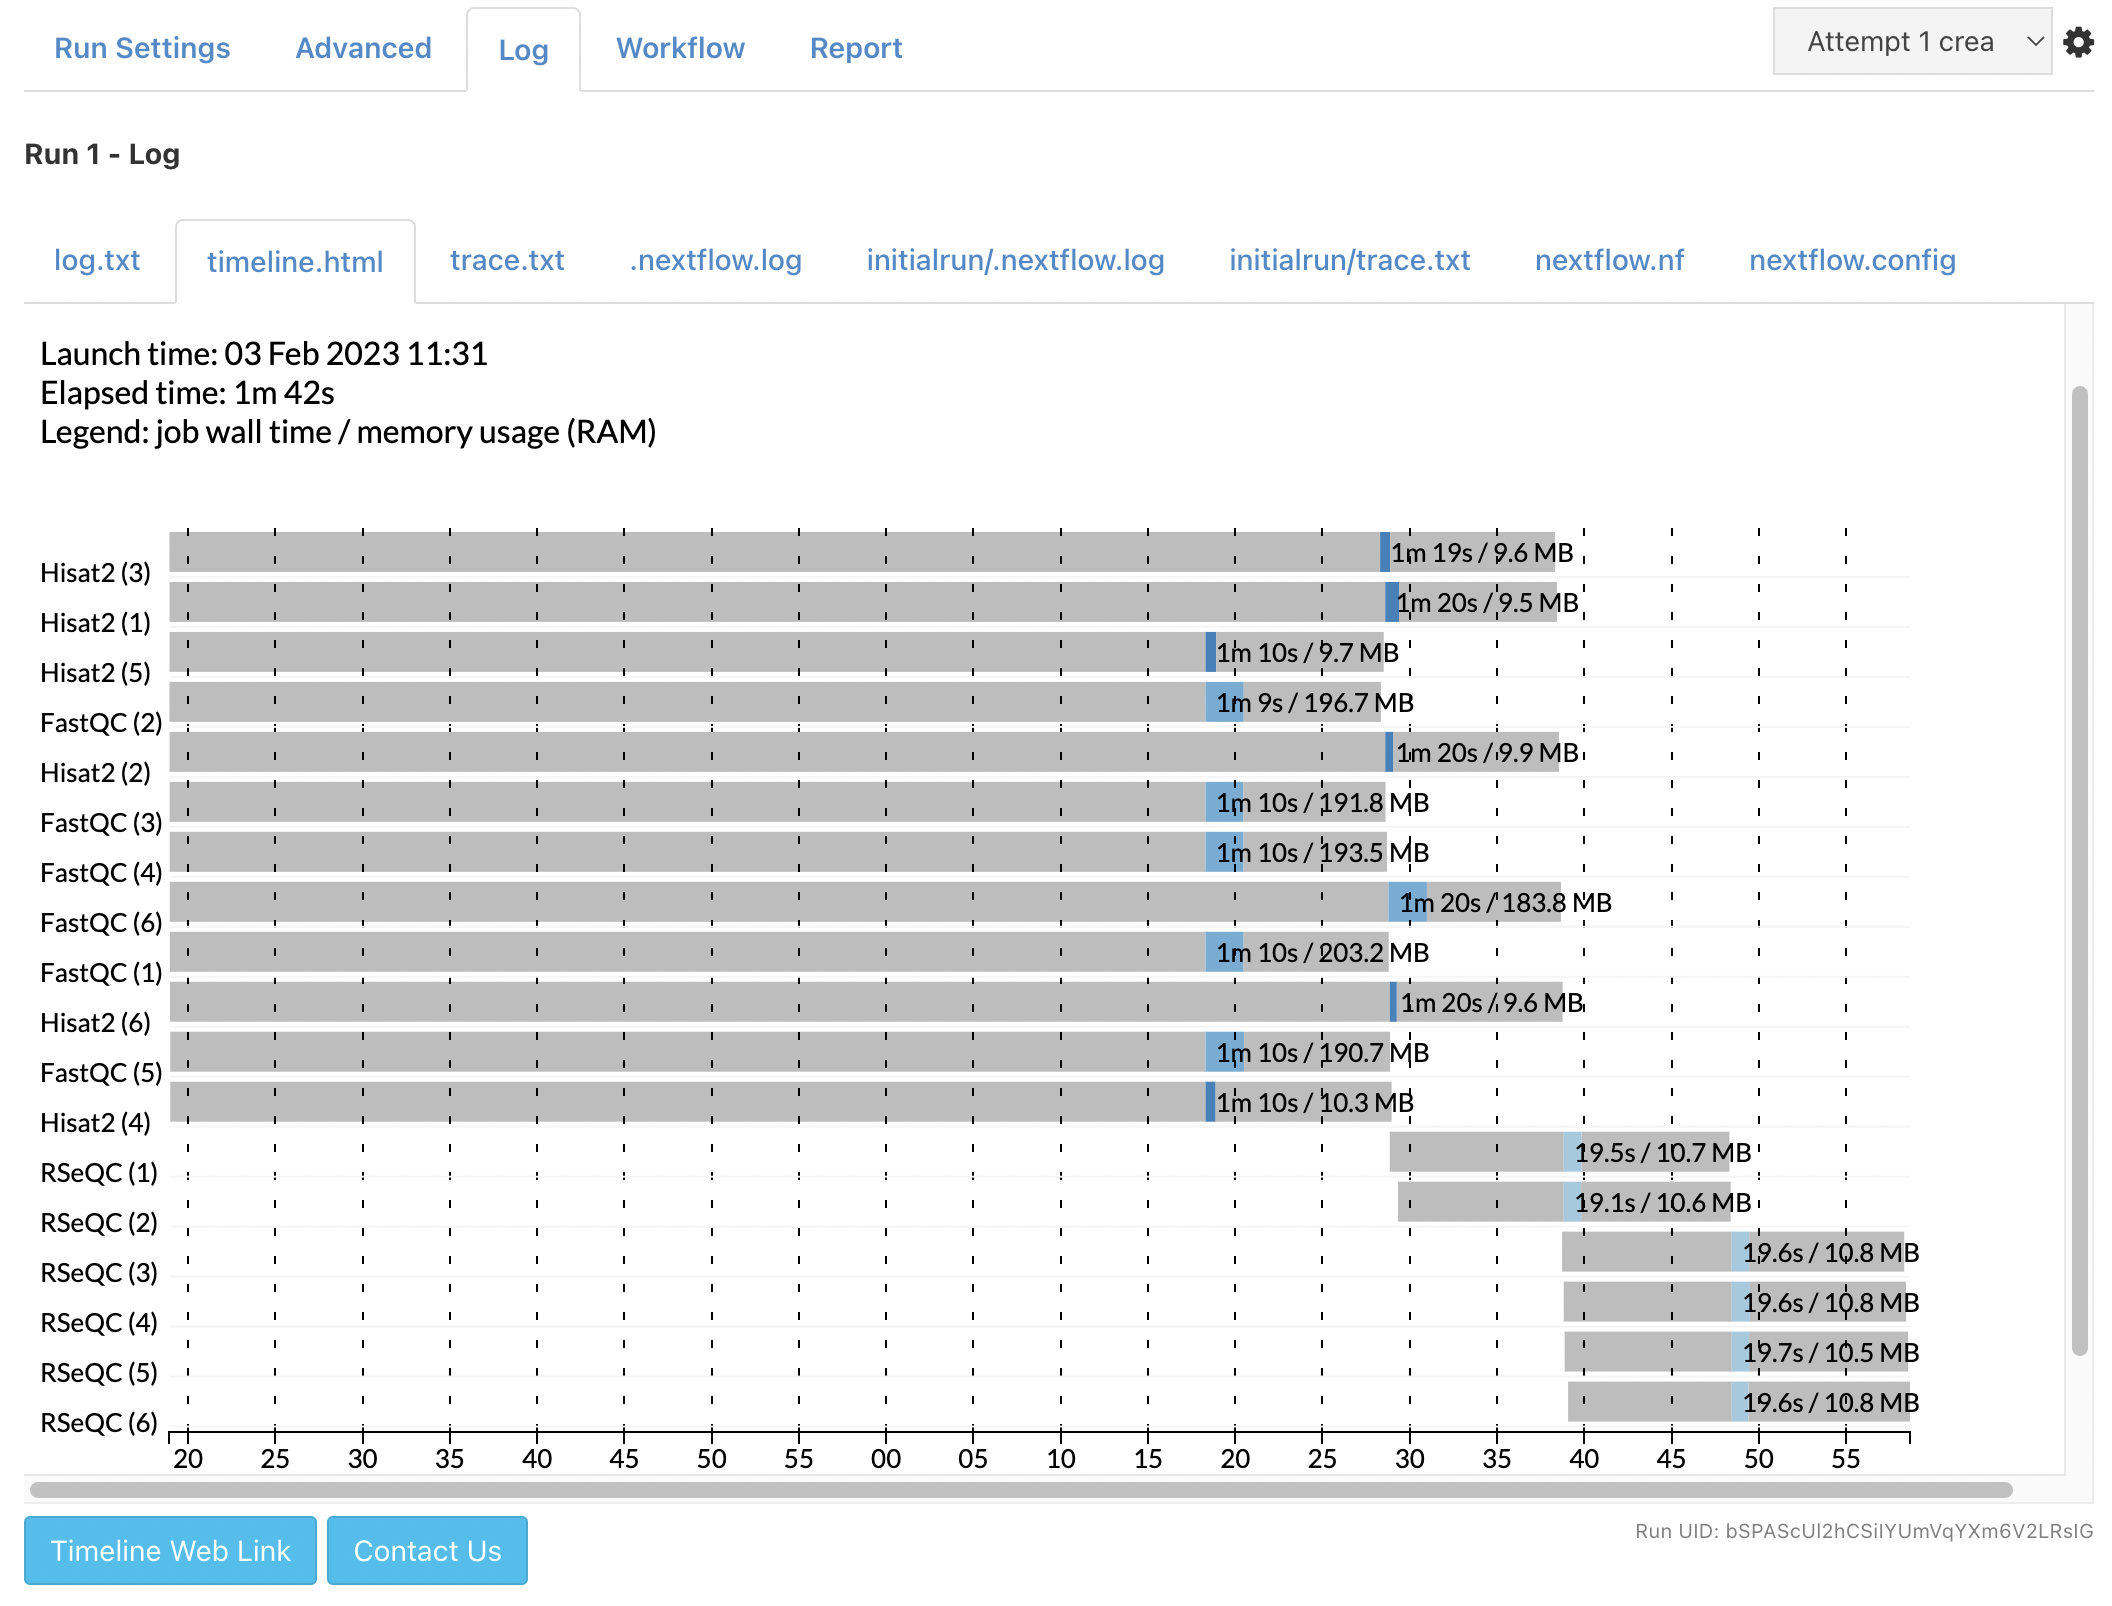 Run Settings Advanced Log Workflow Report Attempt 1 crea
Run 1 - Log
log.txt timeline.html trace.txt .nextflow.log initialrun/.nextflow.log initialrun/trace.txt nextflow.nf nextflow.config
Launch time: 03 Feb 2023 11:31
Elapsed time: 1m 42s
Legend: job wall time / memory usage (RAM)
Hisat2 (3) 1m 19s / 9.6 MB
Hisat2 (1) 1m 20s / 9.5 MB
Hisat2 (5) 1m 10s / 9.7 MB
FastQC (2) 1m 9s / 196.7 MB
Hisat2 (2) 1m 20s / 9.9 MB
FastQC (3) 1m 10s / 191.8 MB
FastQC (4) 1m 10s / 193.5 MB
FastQC (6) 1m 20s / 183.8 MB
FastQC (1) 1m 10s / 203.2 MB
Hisat2 (6) 1m 20s / 9.6 MB
FastQC (5) 1m 10s / 190.7 MB
Hisat2 (4) 1m 10s / 10.3 MB
RSeQC (1) 19.5s / 10.7 MB
RSeQC (2) 19.1s / 10.6 MB
RSeQC (3) 19.6s / 10.8 MB
RSeQC (4) 19.6s / 10.8 MB
RSeQC (5) 19.7s / 10.5 MB
RSeQC (6) 19.6s / 10.8 MB
20 25 30 35 40 45 50 55 00 05 10 15 20 25 30 35 40 45 50 55
Timeline Web Link Contact Us Run UID: bSPAScUl2hCSiIYUmVqYXm6V2LRsIG